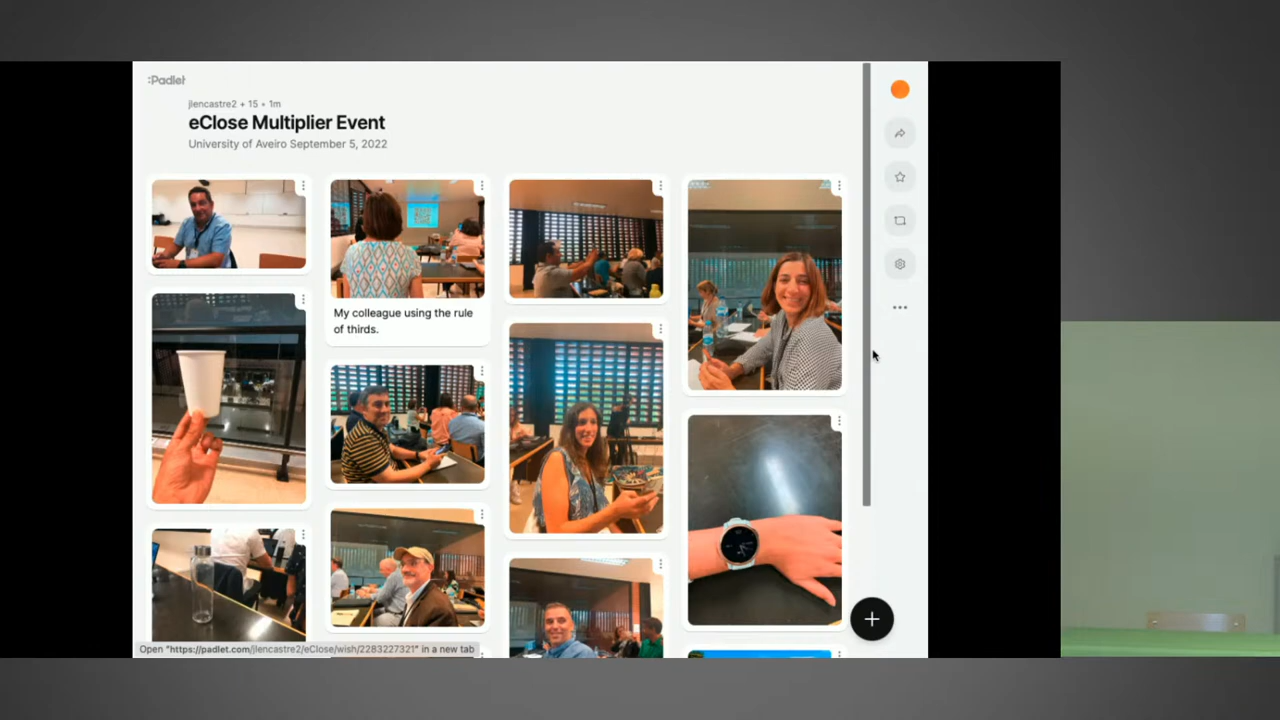 :Padlet
jlencastre2 + 15 • 1m
eClose Multiplier Event
University of Aveiro September 5, 2022
My colleague using the rule
of thirds.
Open "https://padlet.com/jlencastre2/eClose/wish/2283227321" in a new tab